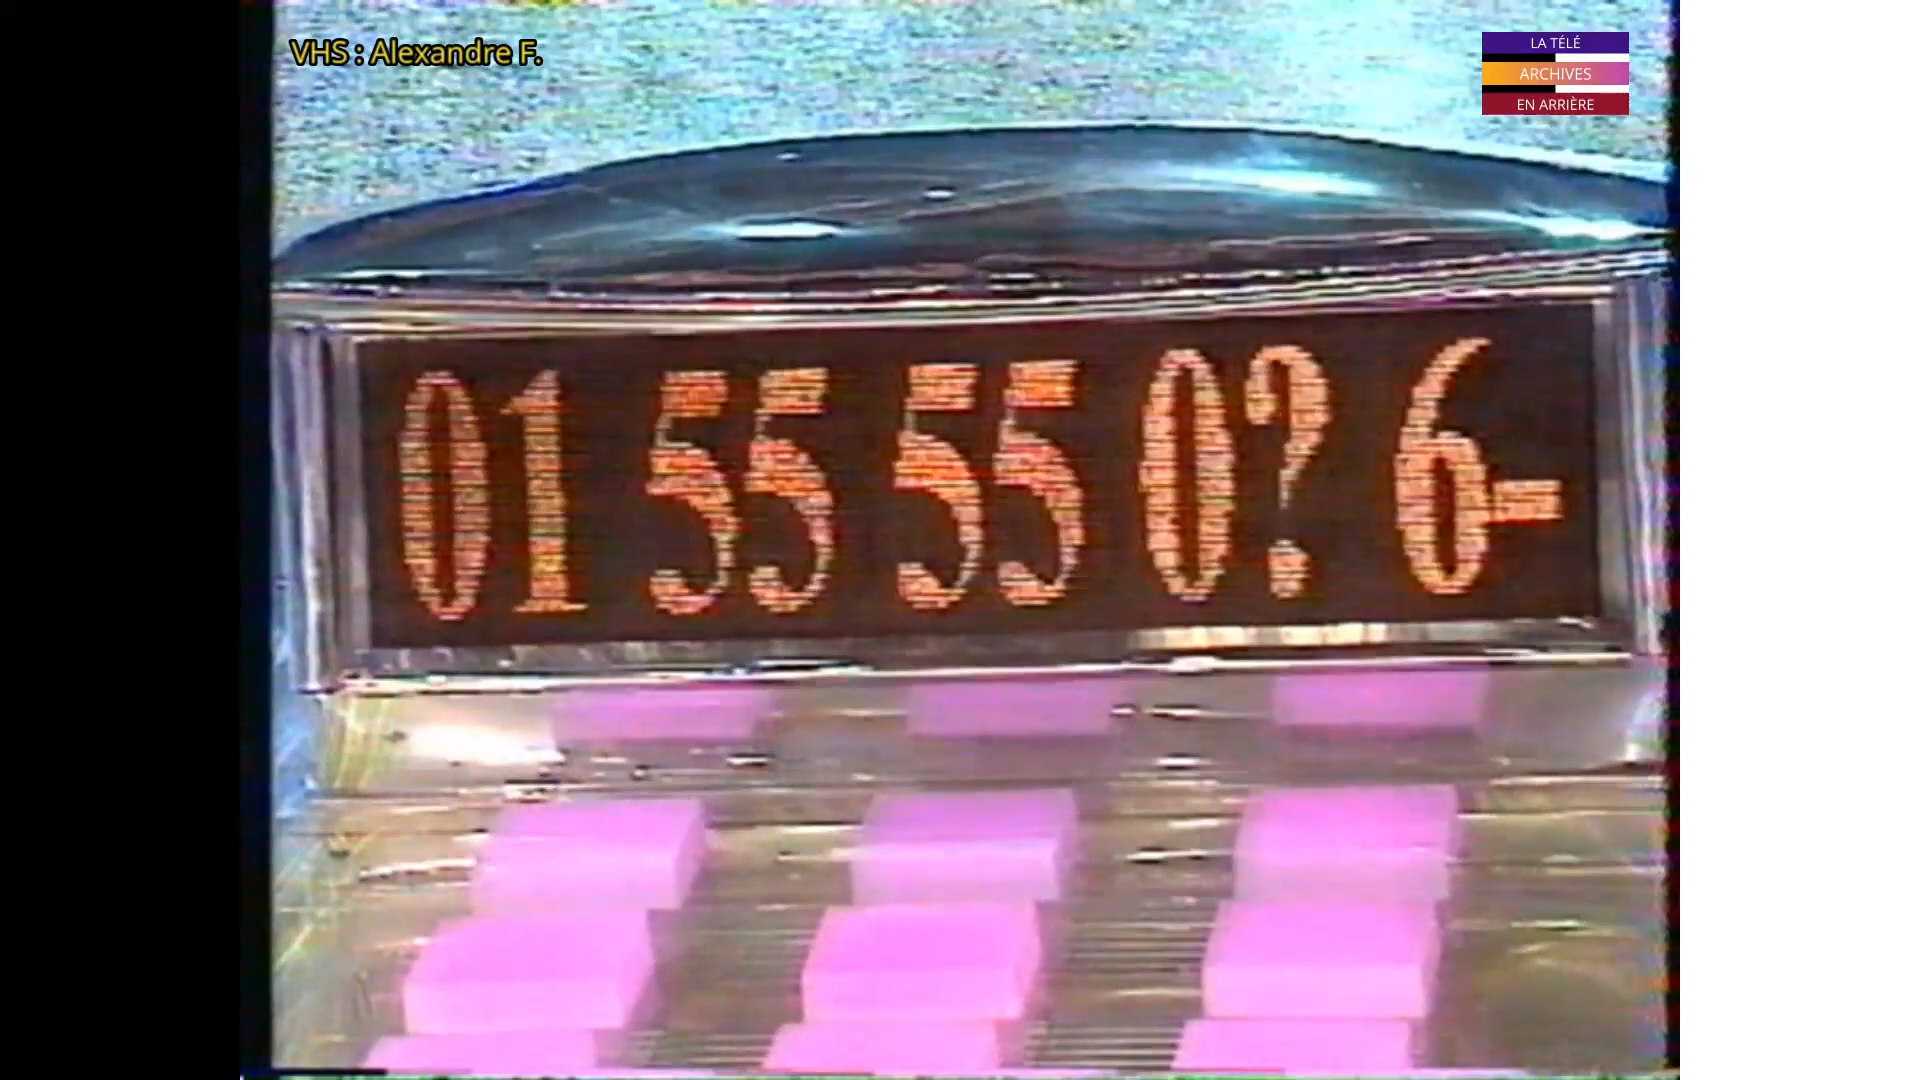 VHS : Alexandre F.
LA TÉLÉ
ARCHIVES
EN ARRIÈRE
01 55 55 0? 6-